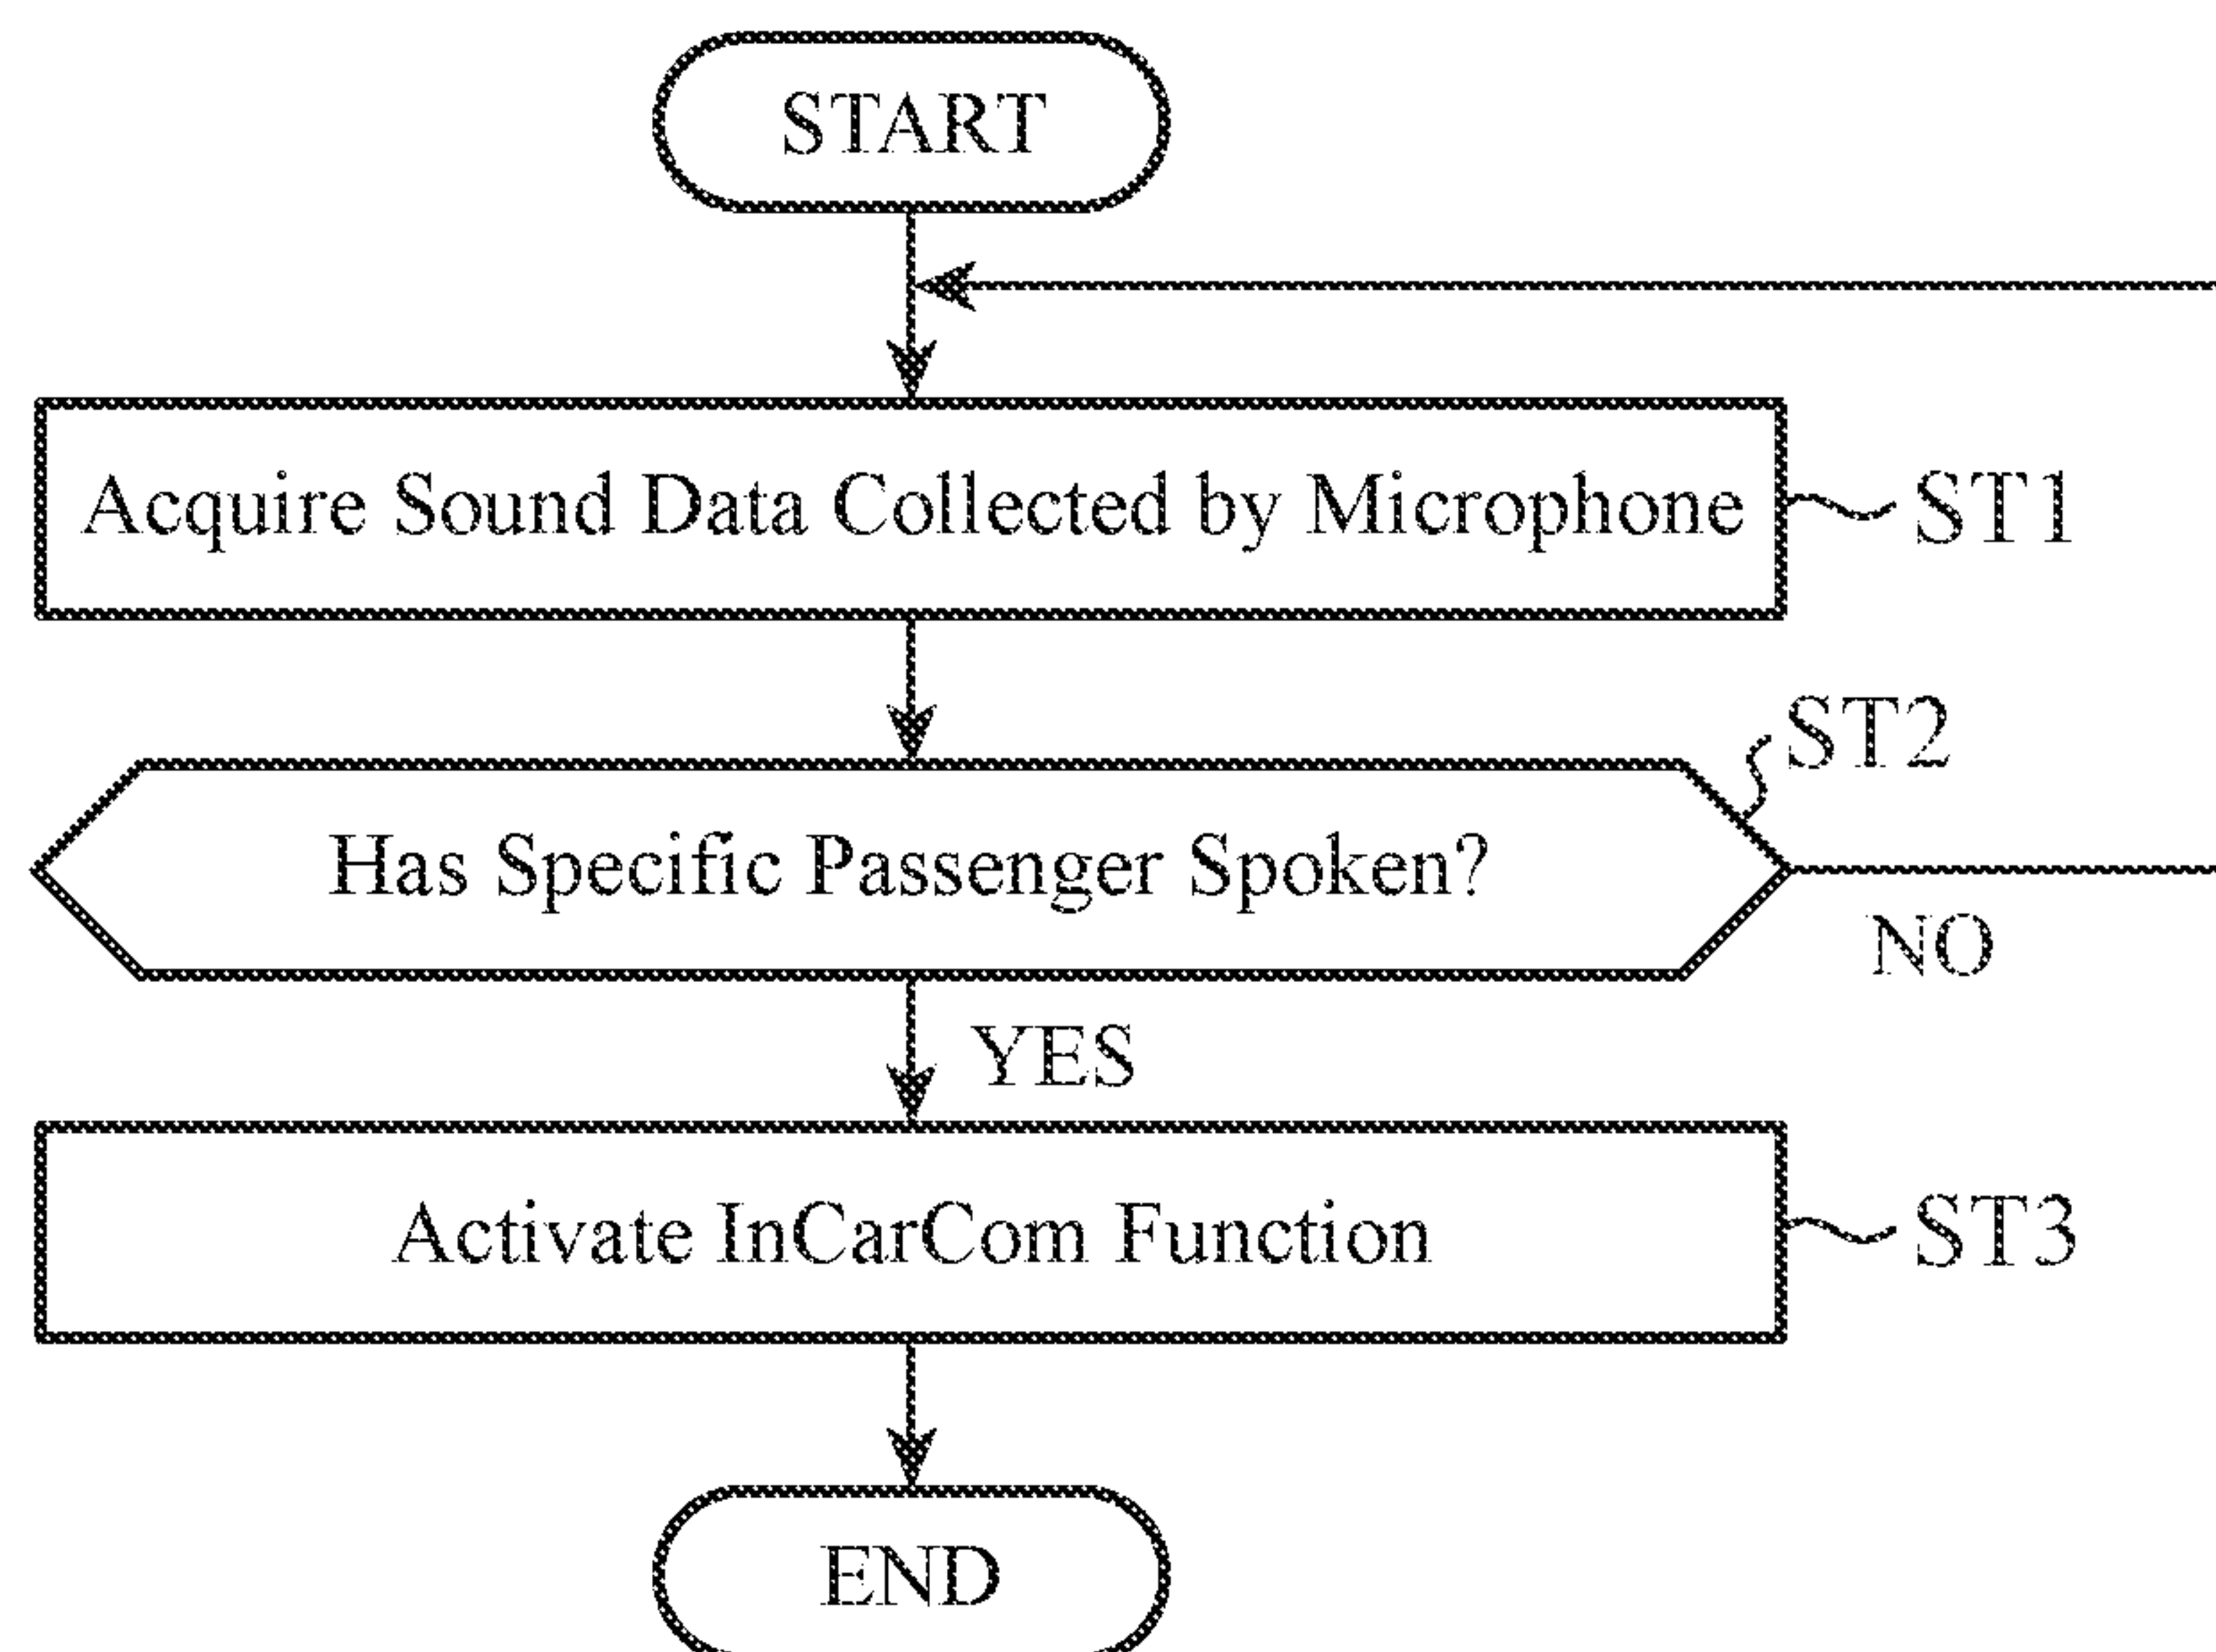 START
Acquire Sound Data Collected by Microphone
ST1
ST2
Has Specific Passenger Spoken?
NO
YES
Activate InCarCom Function
ST3
END